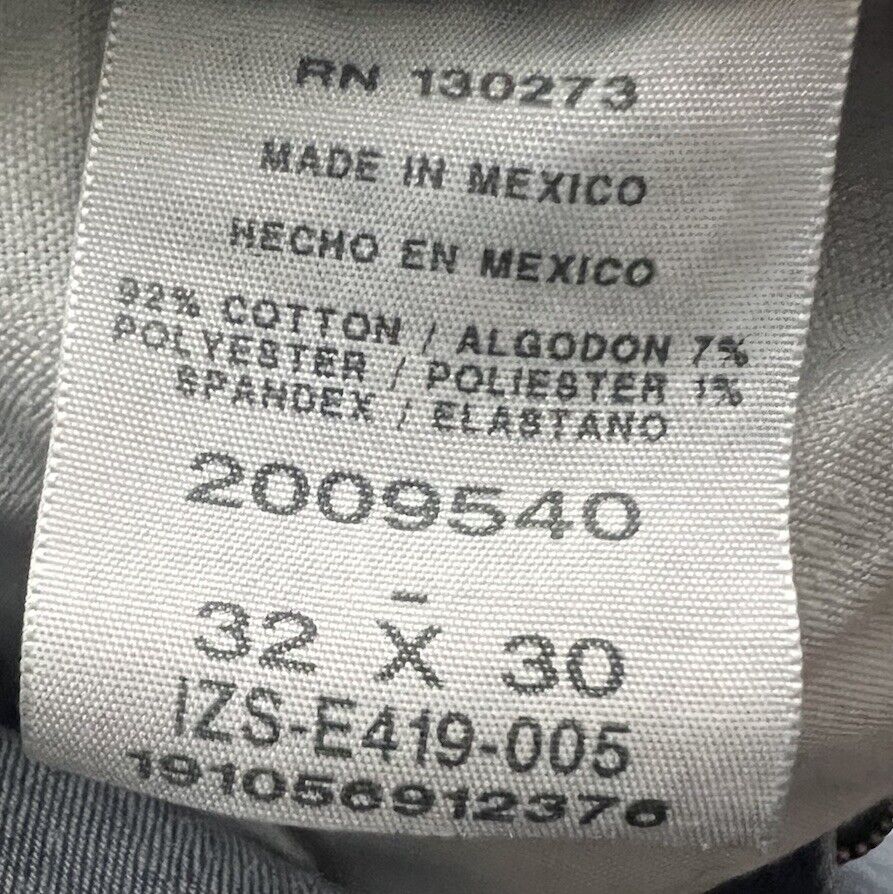 RN 130273
MADE IN MEXICO
HECHO EN MEXICO
92% COTTON / ALGODON 7%
POLYESTER / POLIESTER 1%
SPANDEX / ELASTANO
2009540
-
32 X 30
IZS-E419-005
191056912376